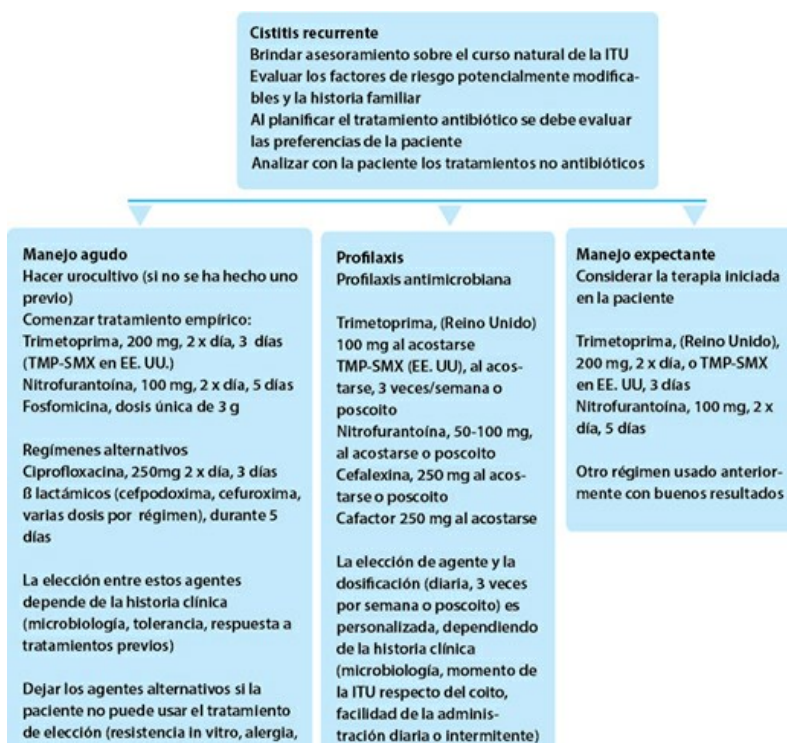 Cistitis recurrente
Brindar asesoramiento sobre el curso natural de la ITU
Evaluar los factores de riesgo potencialmente modifica-
bles y la historia familiar
Al planificar el tratamiento antibiótico se debe evaluar
las preferencias de la paciente
Analizar con la paciente los tratamientos no antibióticos
Manejo agudo
Hacer urocultivo (si no se ha hecho uno
previo)
Comenzar tratamiento empírico:
Trimetoprima, 200 mg, 2 x día, 3 días
(TMP-SMX en EE. UU.)
Nitrofurantoína, 100 mg, 2 x día, 5 días
Fosfomicina, dosis única de 3 g
Regímenes alternativos
Ciprofloxacina, 250mg 2 x día, 3 días
ß lactámicos (cefpodoxima, cefuroxima,
varias dosis por régimen), durante 5
días
La elección entre estos agentes
depende de la historia clínica
(microbiología, tolerancia, respuesta a
tratamientos previos)
Dejar los agentes alternativos si la
paciente no puede usar el tratamiento
de elección (resistencia in vitro, alergia,
Profilaxis
Profilaxis antimicrobiana
Trimetoprima, (Reino Unido)
100 mg al acostarse
TMP-SMX (EE. UU), al acos-
tarse, 3 veces/semana o
poscoito
Nitrofurantoína, 50-100 mg,
al acostarse o poscoito
Cefalexina, 250 mg al acos-
tarse o poscoito
Cafactor 250 mg al acostarse
La elección de agente y la
dosificación (diaria, 3 veces
por semana o poscoito) es
personalizada, dependiendo
de la historia clínica
(microbiología, momento de
la ITU respecto del coito,
facilidad de la adminis-
tración diaria o intermitente)
Manejo expectante
Considerar la terapia iniciada
en la paciente
Trimetoprima, (Reino Unido),
200 mg, 2 x día, o TMP-SMX
en EE. UU, 3 días
Nitrofurantoína, 100 mg, 2 x
día, 5 días
Otro régimen usado anterior-
mente con buenos resultados